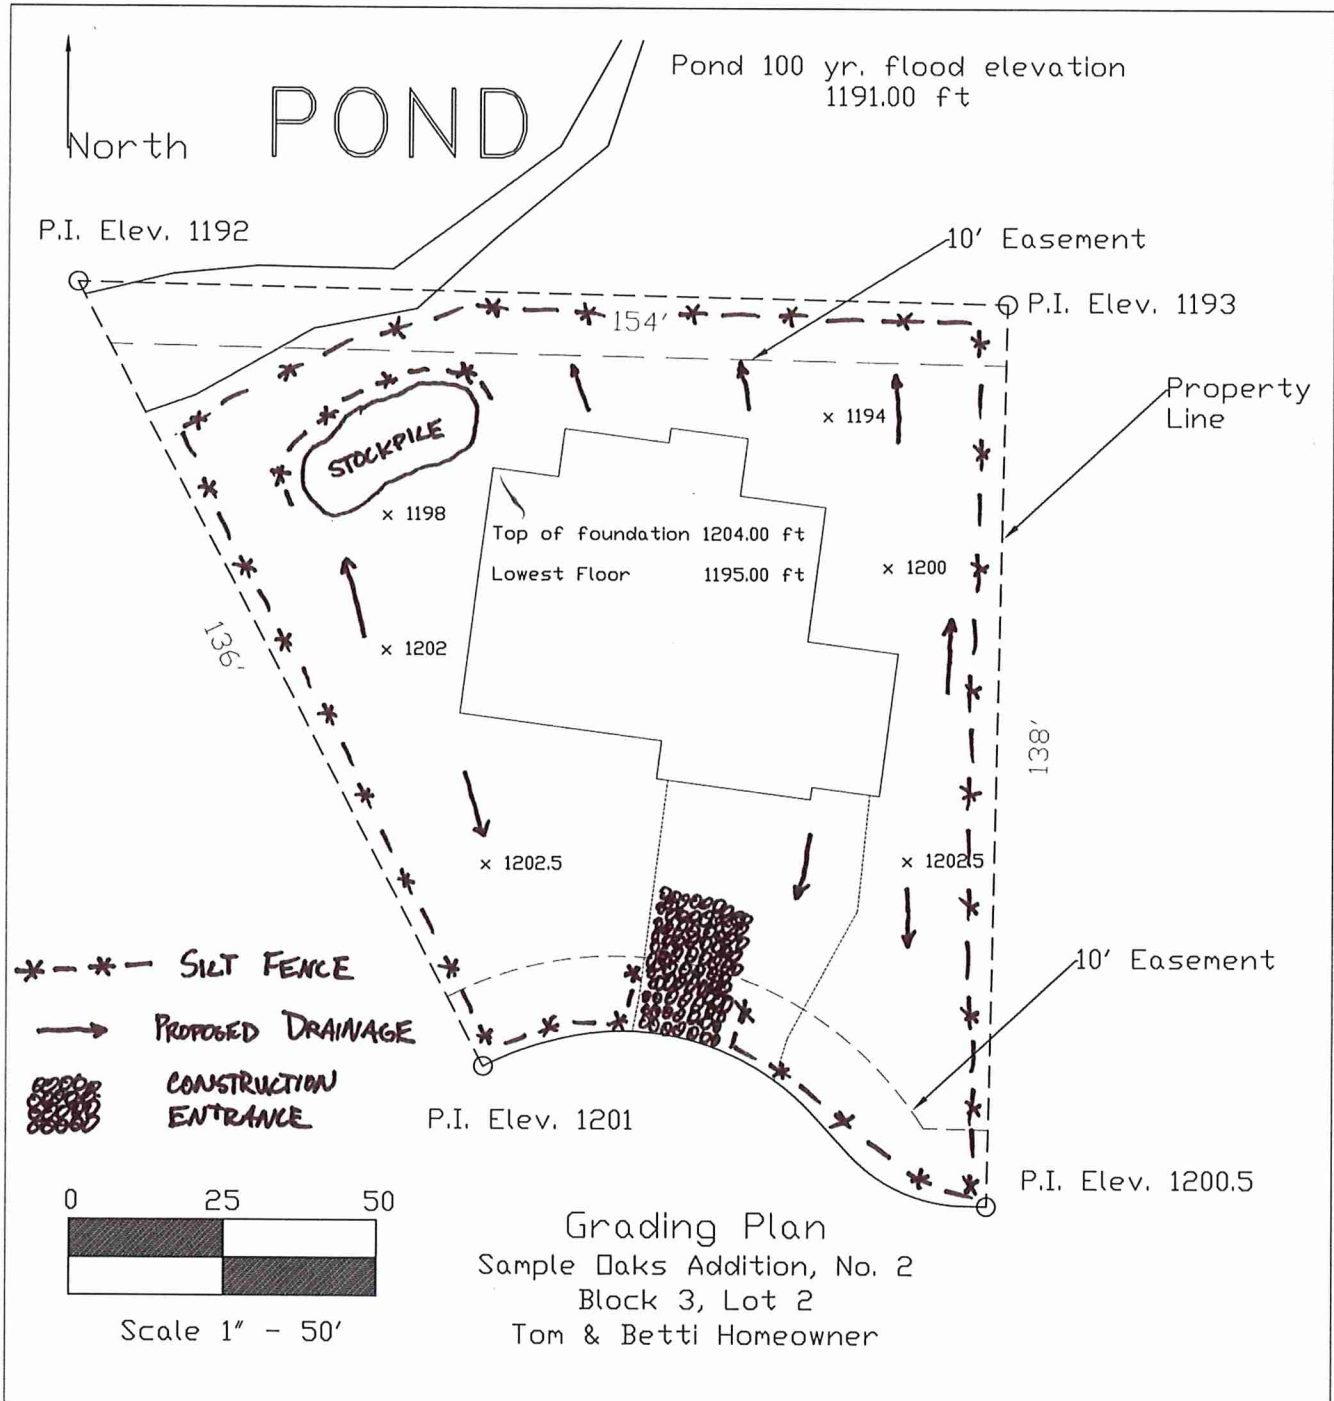 Pond 100 yr. flood elevation
1191.00 ft
North
POND
P.I. Elev. 1192
10' Easement
P.I. Elev. 1193
154'
Property
Line
× 1194
STOCKPILE
× 1198
Top of foundation 1204.00 ft
Lowest Floor 1195.00 ft
× 1200
× 1202
136'
138'
× 1202.5
× 1202.5
SILT FENCE
10' Easement
PROPOSED DRAINAGE
CONSTRUCTION
ENTRANCE
P.I. Elev. 1201
P.I. Elev. 1200.5
0 25 50
Scale 1" - 50'
Grading Plan
Sample Oaks Addition, No. 2
Block 3, Lot 2
Tom & Betti Homeowner